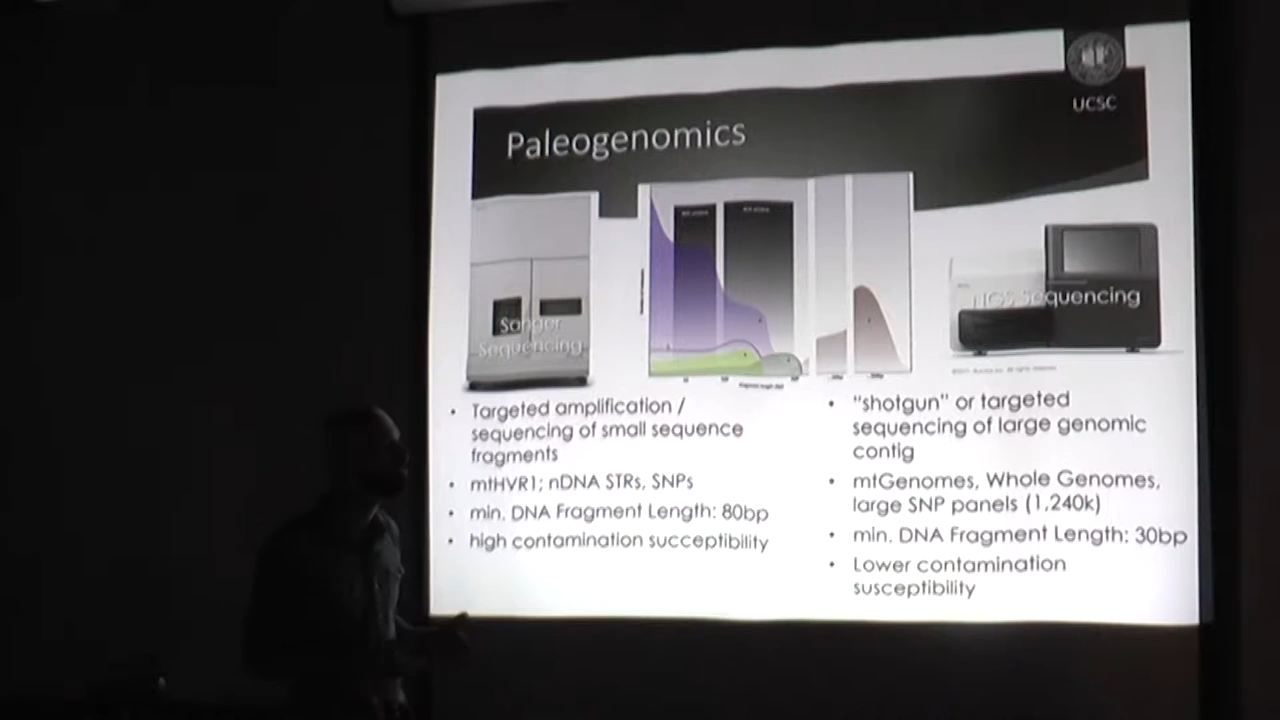 UCSC
Paleogenomics
Sanger
Sequencing
NGS Sequencing
• Targeted amplification /
sequencing of small sequence
fragments
• mtHVR1; nDNA STRs, SNPs
• min. DNA Fragment Length: 80bp
• high contamination succeptibility
• "shotgun" or targeted
sequencing of large genomic
contig
• mtGenomes, Whole Genomes,
large SNP panels (1,240k)
• min. DNA Fragment Length: 30bp
• Lower contamination
susceptibility